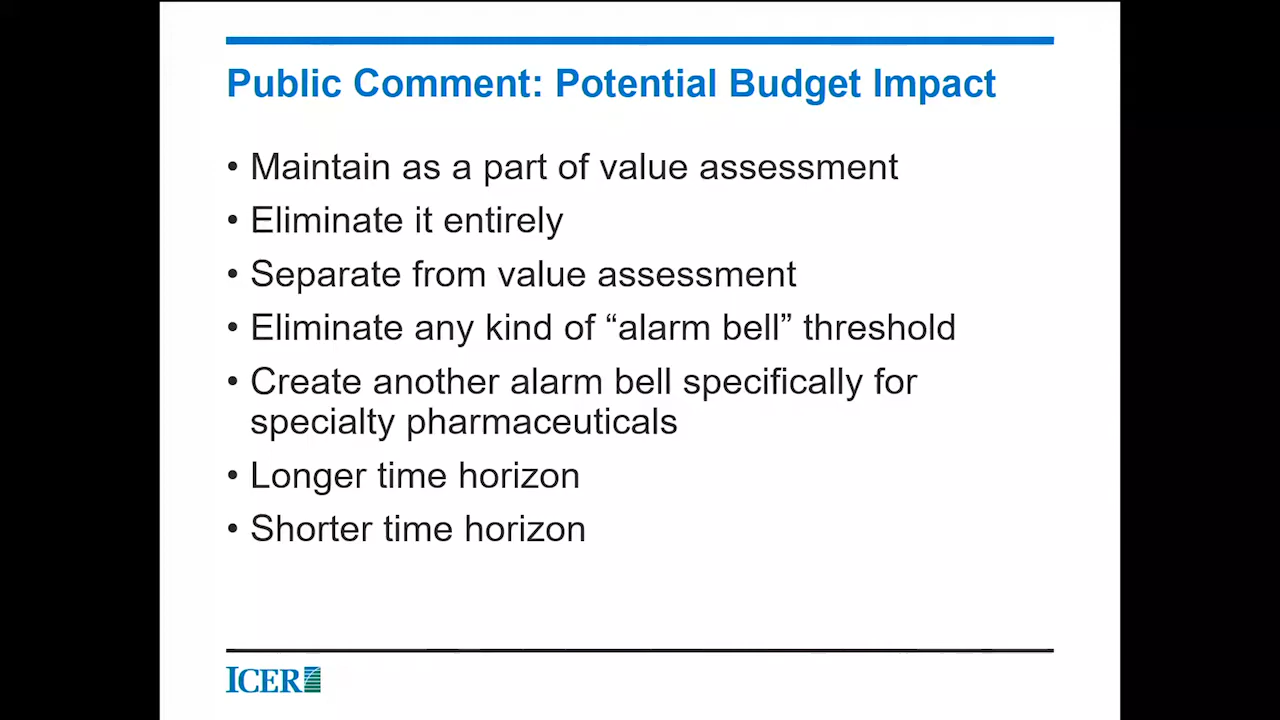 Public Comment: Potential Budget Impact
• Maintain as a part of value assessment
• Eliminate it entirely
• Separate from value assessment
• Eliminate any kind of “alarm bell” threshold
• Create another alarm bell specifically for
specialty pharmaceuticals
• Longer time horizon
• Shorter time horizon
ICER